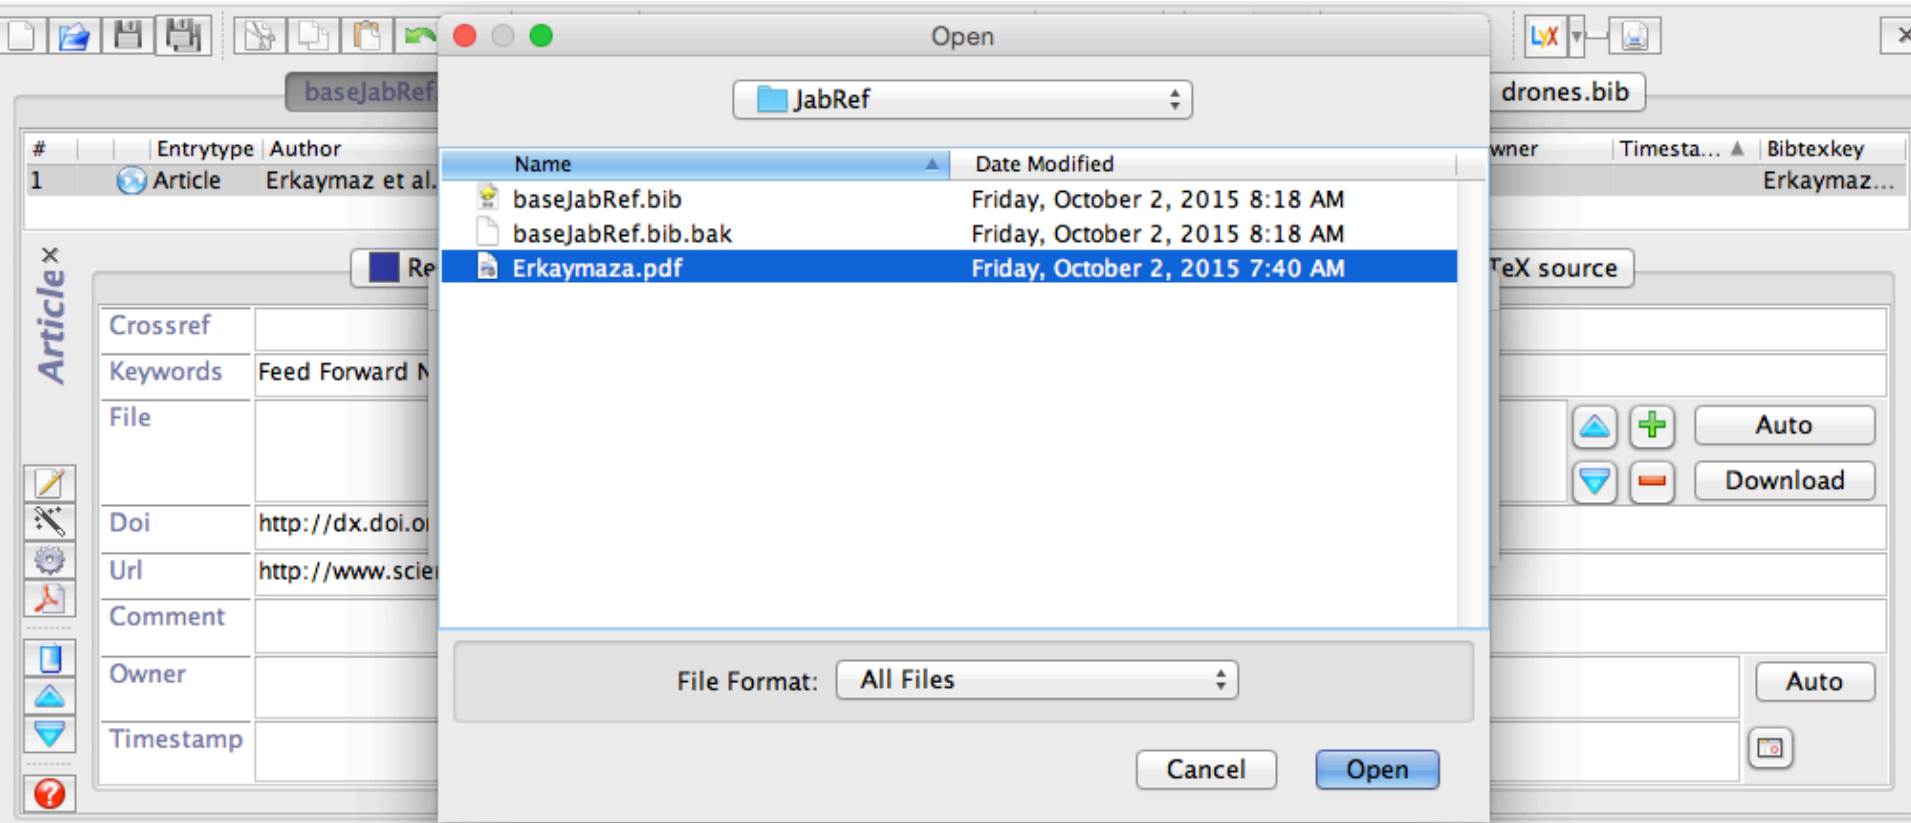 LyX
Open
baseJabRef.
JabRef
drones.bib
# Entrytype Author
Name Date Modified
wner Timesta... Bibtexkey
1 Article Erkaymaz et al.
Erkaymaz...
baseJabRef.bib Friday, October 2, 2015 8:18 AM
baseJabRef.bib.bak Friday, October 2, 2015 8:18 AM
Erkaymaza.pdf Friday, October 2, 2015 7:40 AM
Article
Re
TeX source
Crossref
Keywords Feed Forward N
File
Auto
Download
Doi http://dx.doi.o
Url http://www.scie
Comment
Owner
File Format: All Files
Auto
Timestamp
Cancel Open